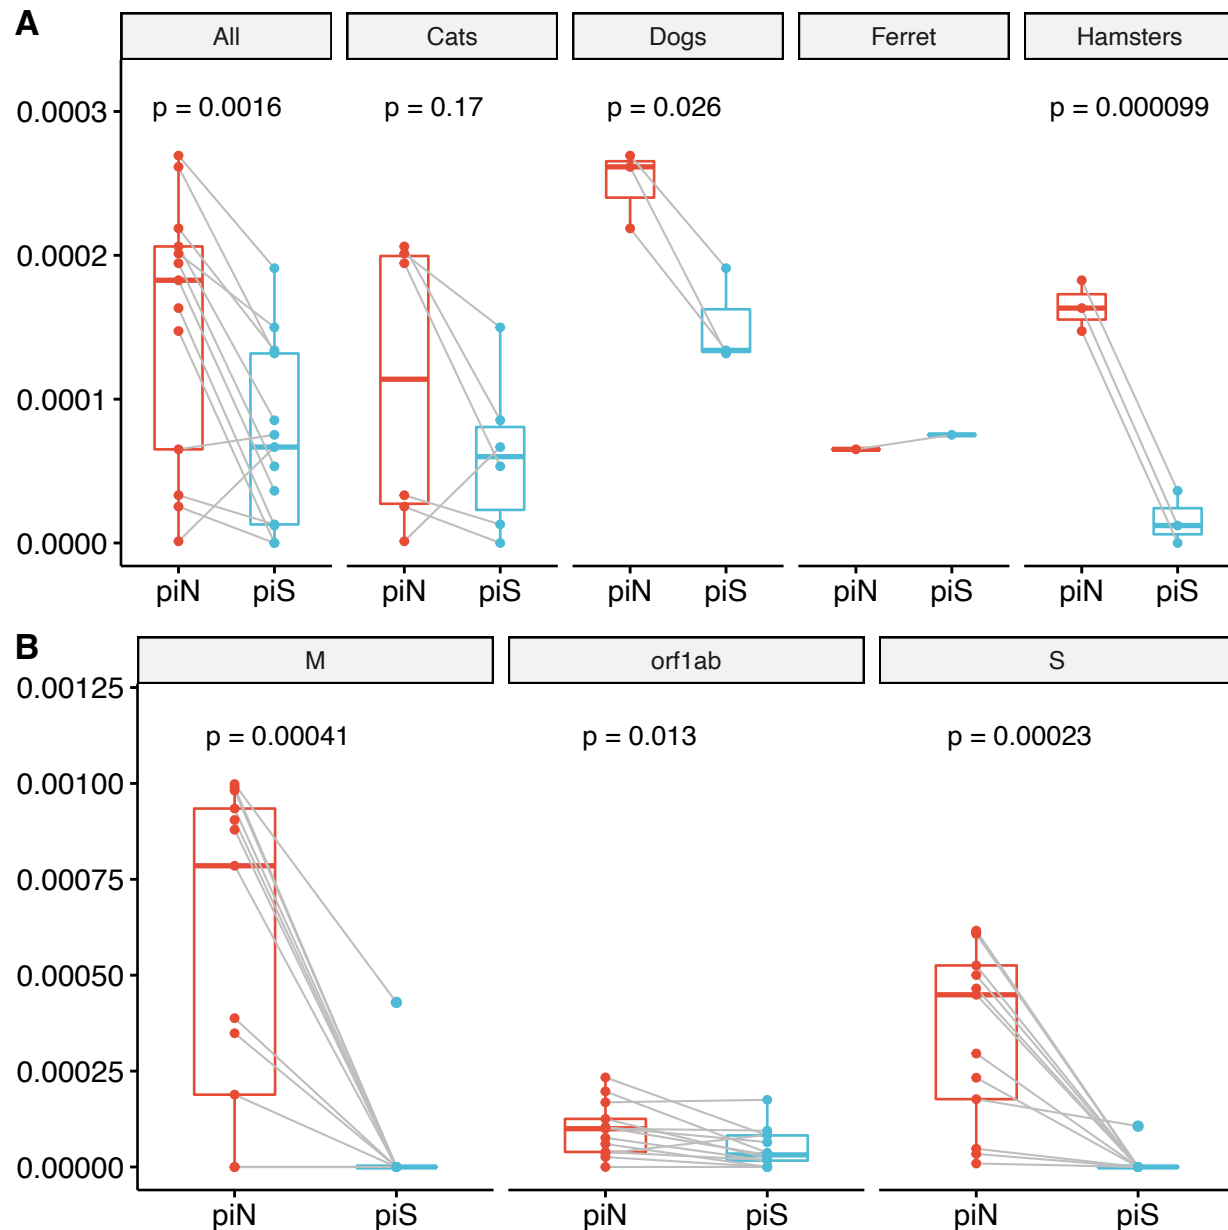 A
All Cats Dogs Ferret Hamsters
p = 0.0016 p = 0.17 p = 0.026 p = 0.000099
0.0003
0.0002
0.0001
0.0000
piN piS piN piS piN piS piN piS piN piS
B
M orf1ab S
0.00125
p = 0.00041 p = 0.013 p = 0.00023
0.00100
0.00075
0.00050
0.00025
0.00000
piN piS piN piS piN piS